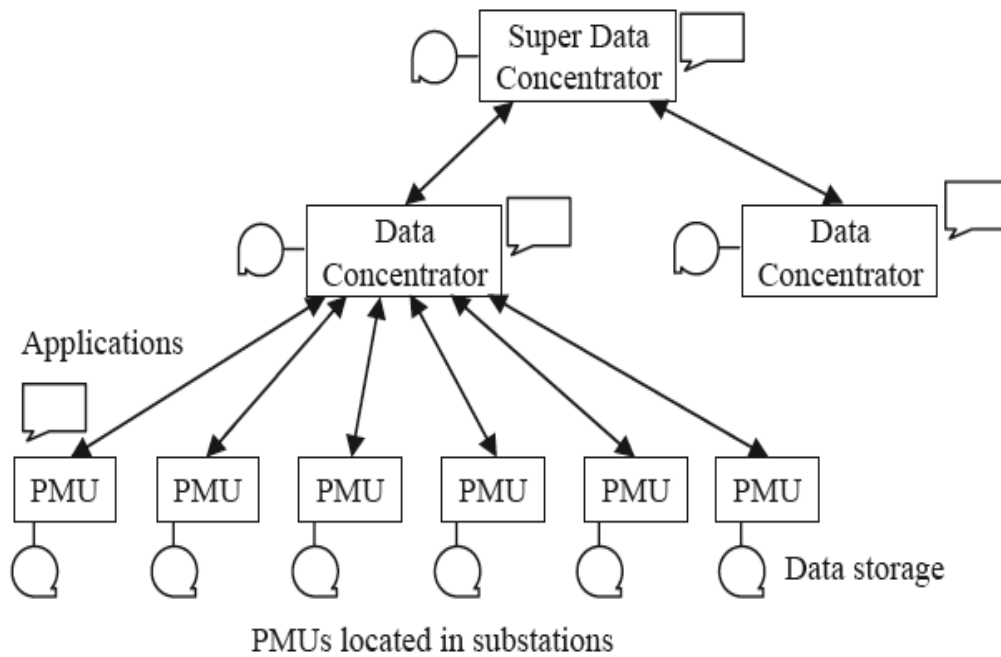 Super Data
Concentrator
Data
Concentrator
Data
Concentrator
Applications
PMU
PMU
PMU
PMU
PMU
PMU
Data storage
PMUs located in substations